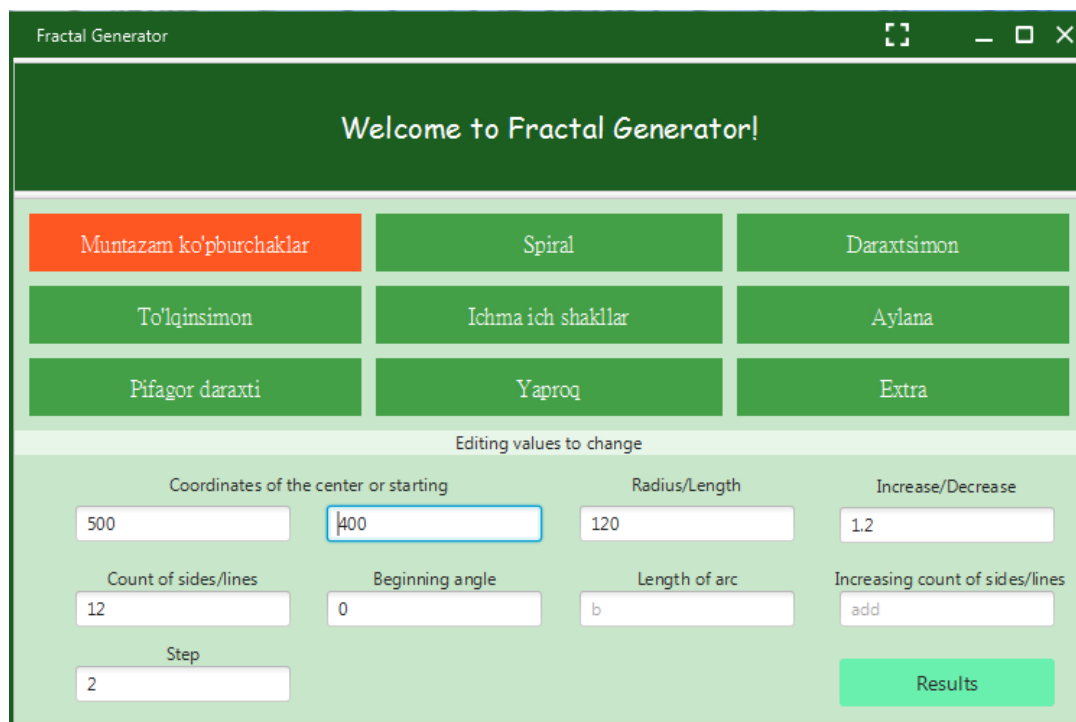 Fractal Generator
Welcome to Fractal Generator!
Muntazam ko'pburchaklar
Spiral
Daraxtsimon
To'lqinsimon
Ichma ich shakllar
Aylana
Pifagor daraxti
Yaproq
Extra
Editing values to change
Coordinates of the center or starting
Radius/Length
Increase/Decrease
500
400
120
1.2
Count of sides/lines
Beginning angle
Length of arc
Increasing count of sides/lines
12
0
b
add
Step
2
Results